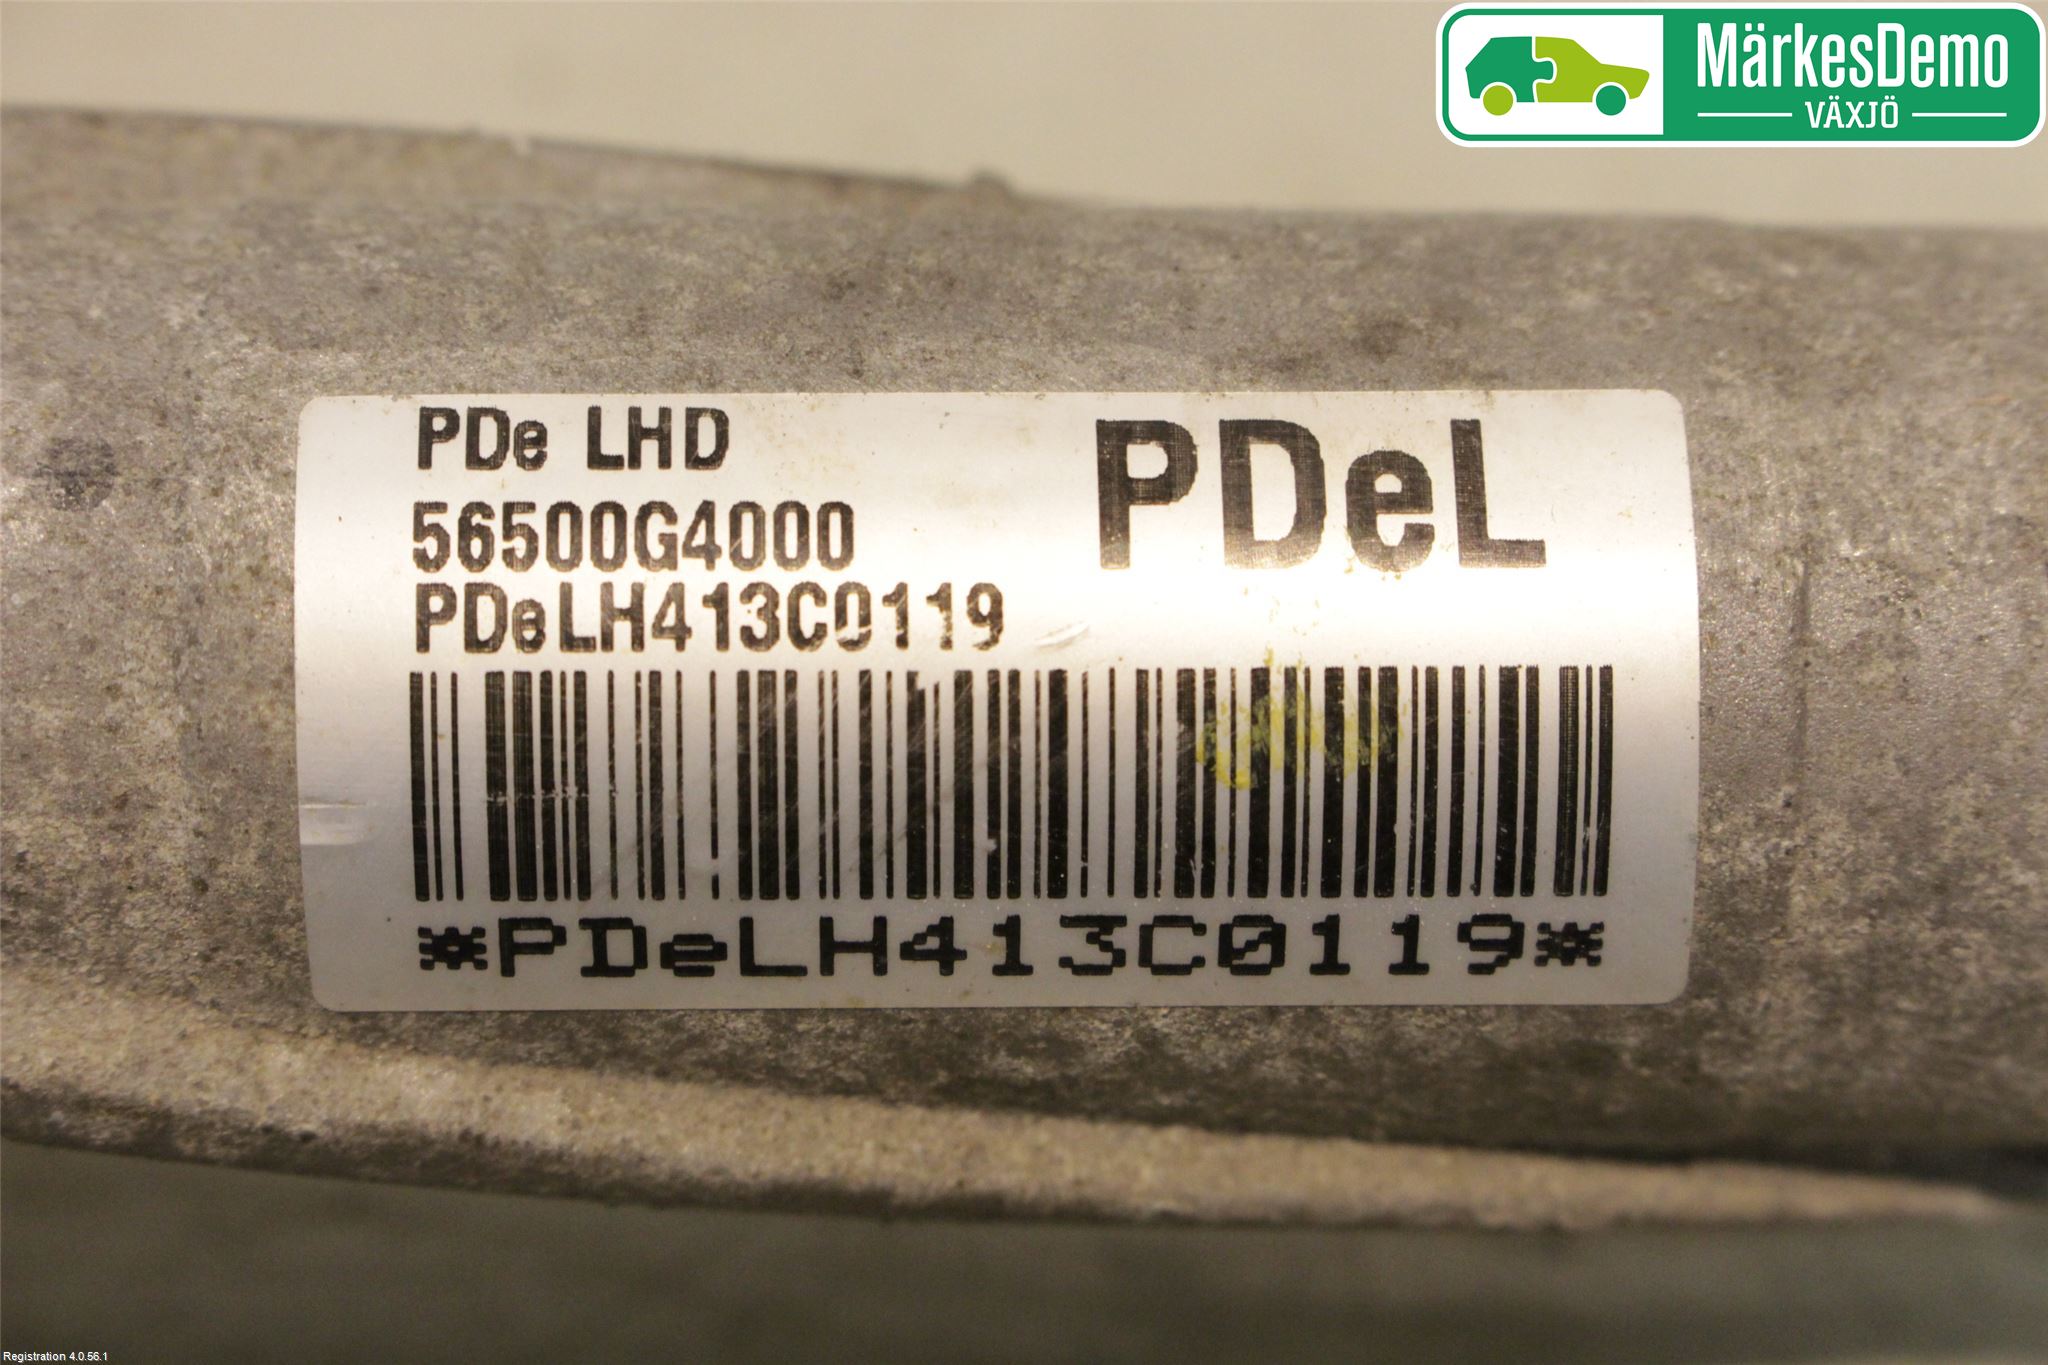 MärkesDemo
VÄXJÖ
PDe LHD
PDeL
56500G4000
PDeLH413C0119
*PDeLH413C0119*
Registration 4.0.56.1